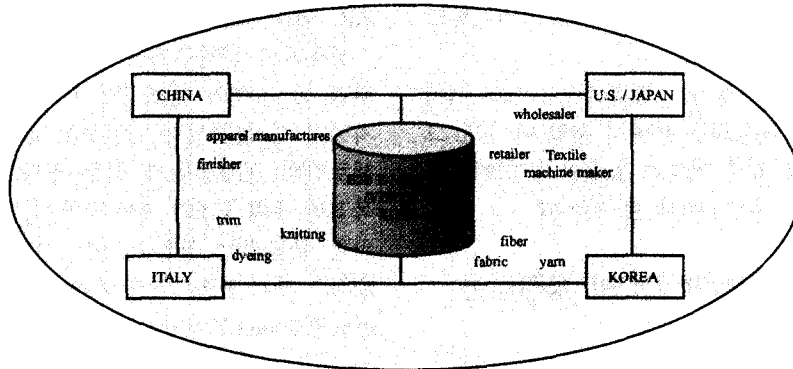 CHINA
U.S. / JAPAN
wholesaler
apparel manufactures
retailer Textile
machine maker
finisher
trim
knitting
dyeing
fiber
fabric yarn
ITALY
KOREA